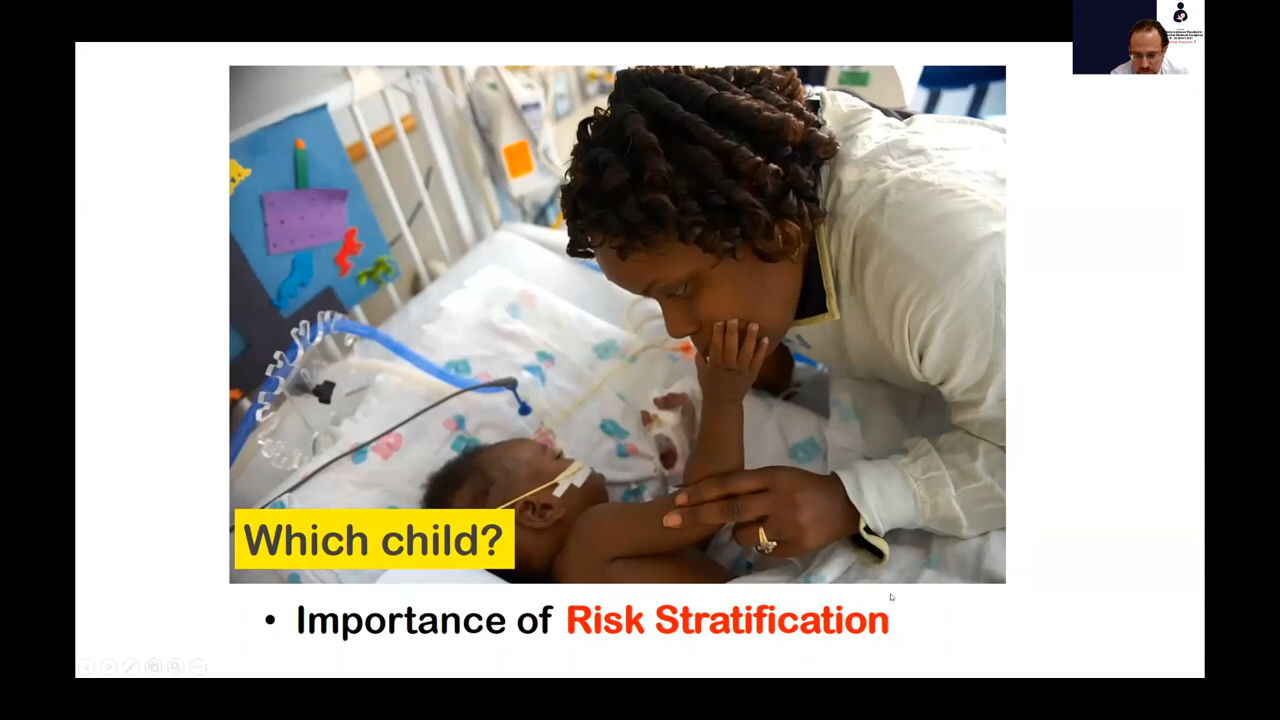 Which child?
• Importance of Risk Stratification